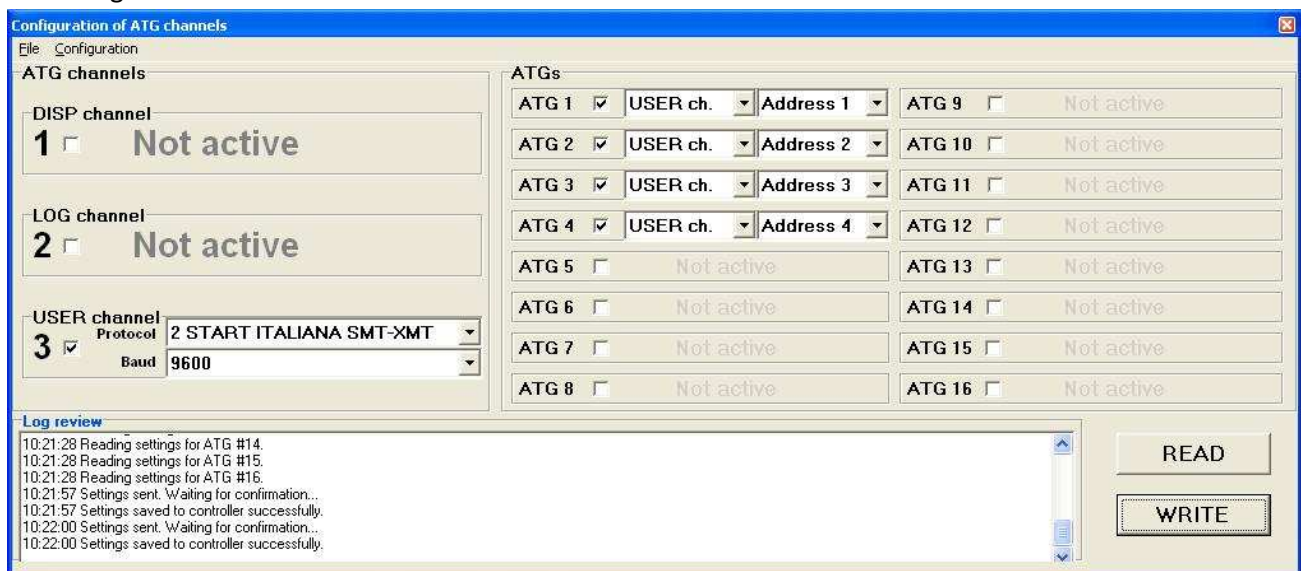 Configuration of ATG channels
File Configuration
ATG channels
DISP channel
1 Not active
LOG channel
2 Not active
USER channel
3
Protocol 2 START ITALIANA SMT-XMT
Baud 9600
ATGs
ATG 1 USER ch. Address 1
ATG 2 USER ch. Address 2
ATG 3 USER ch. Address 3
ATG 4 USER ch. Address 4
ATG 5 Not active
ATG 6 Not active
ATG 7 Not active
ATG 8 Not active
ATG 9 Not active
ATG 10 Not active
ATG 11 Not active
ATG 12 Not active
ATG 13 Not active
ATG 14 Not active
ATG 15 Not active
ATG 16 Not active
Log review
10:21:28 Reading settings for ATG #14.
10:21:28 Reading settings for ATG #15.
10:21:28 Reading settings for ATG #16.
10:21:57 Settings sent. Waiting for confirmation...
10:21:57 Settings saved to controller successfully.
10:22:00 Settings sent. Waiting for confirmation...
10:22:00 Settings saved to controller successfully.
READ
WRITE